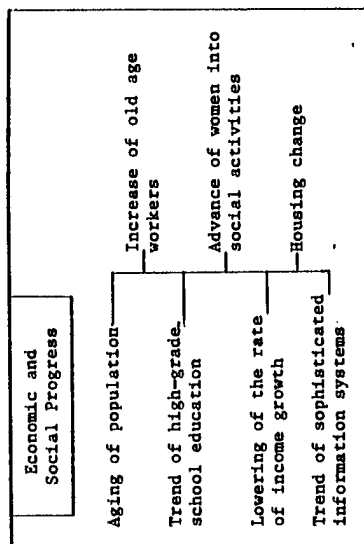 Economic and
Social Progress
Aging of population
Increase of old age
workers
Trend of high-grade
school education
Advance of women into
social activities
Lowering of the rate
of income growth
Housing change
Trend of sophisticated
information systems